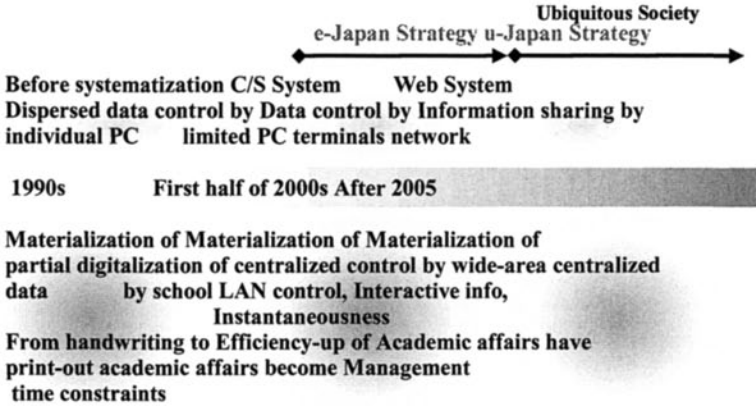 Ubiquitous Society
e-Japan Strategy u-Japan Strategy
Before systematization C/S System Web System
Dispersed data control by Data control by Information sharing by
individual PC limited PC terminals network
1990s First half of 2000s After 2005
Materialization of Materialization of Materialization of
partial digitalization of centralized control by wide-area centralized
data by school LAN control, Interactive info,
Instantaneousness
From handwriting to Efficiency-up of Academic affairs have
print-out academic affairs become Management
time constraints